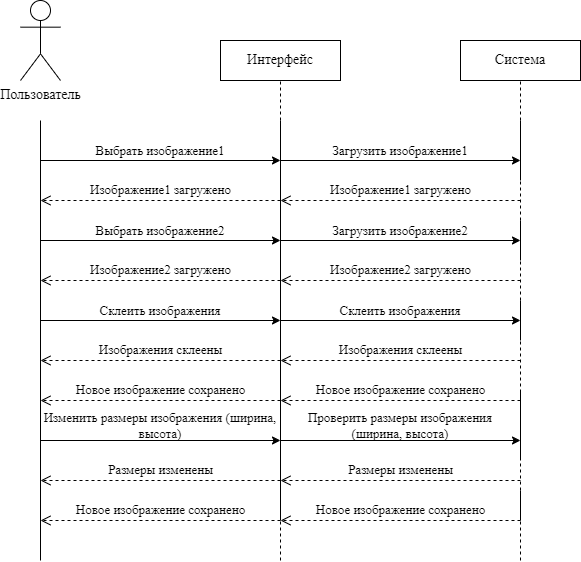 Интерфейс
Система
Пользователь
Выбрать изображение1
Загрузить изображение1
Изображение1 загружено
Изображение1 загружено
Выбрать изображение2
Загрузить изображение2
Изображение2 загружено
Изображение2 загружено
Склеить изображения
Склеить изображения
Изображения склеены
Изображения склеены
Новое изображение сохранено
Новое изображение сохранено
Изменить размеры изображения (ширина,
высота)
Проверить размеры изображения
(ширина, высота)
Размеры изменены
Размеры изменены
Новое изображение сохранено
Новое изображение сохранено